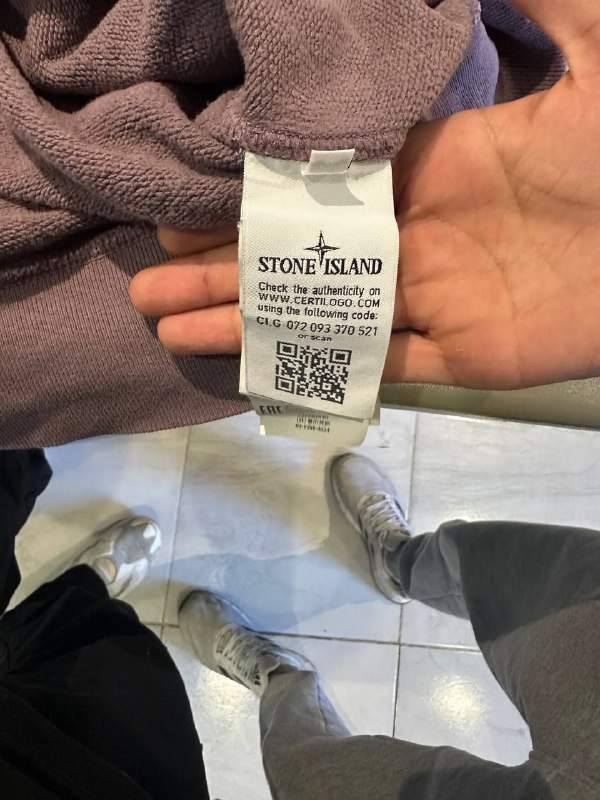 STONE ISLAND
Check the authenticity on
WWW.CERTILOGO.COM
using the following code:
CLG 072 093 370 521
or scan
EAC